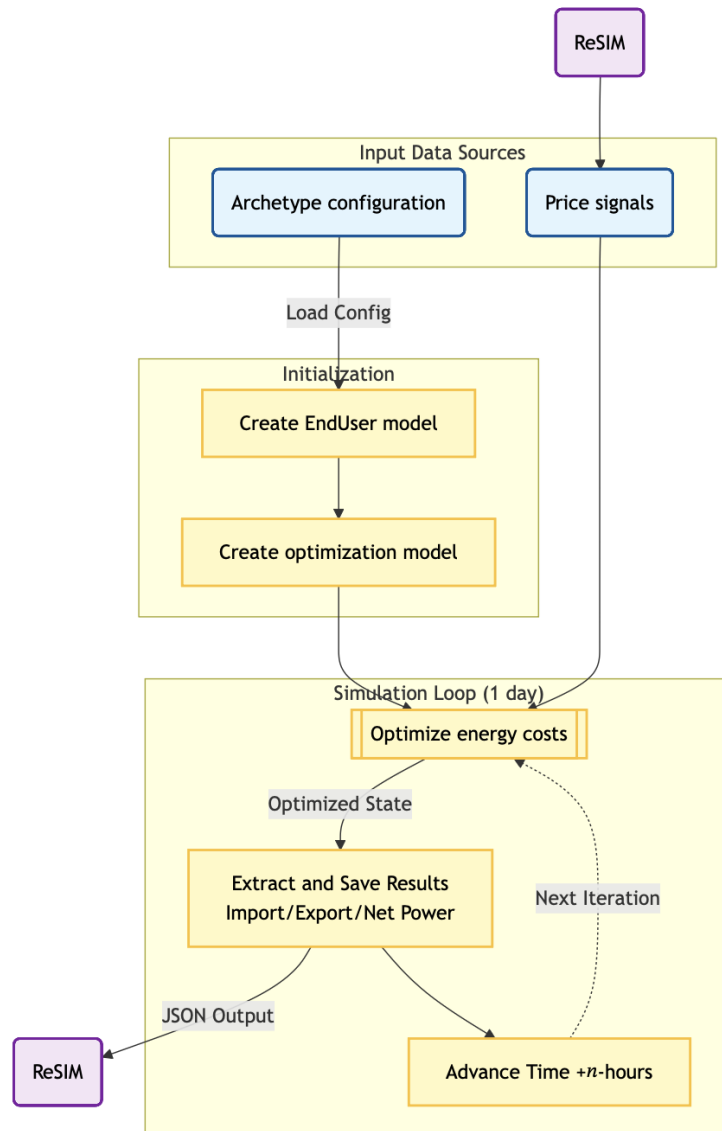 ReSIM
Input Data Sources
Archetype configuration
Price signals
Load Config
Initialization
Create EndUser model
Create optimization model
Simulation Loop (1 day)
Optimize energy costs
Optimized State
Extract and Save Results
Import/Export/Net Power
Next Iteration
JSON Output
ReSIM
Advance Time +n-hours